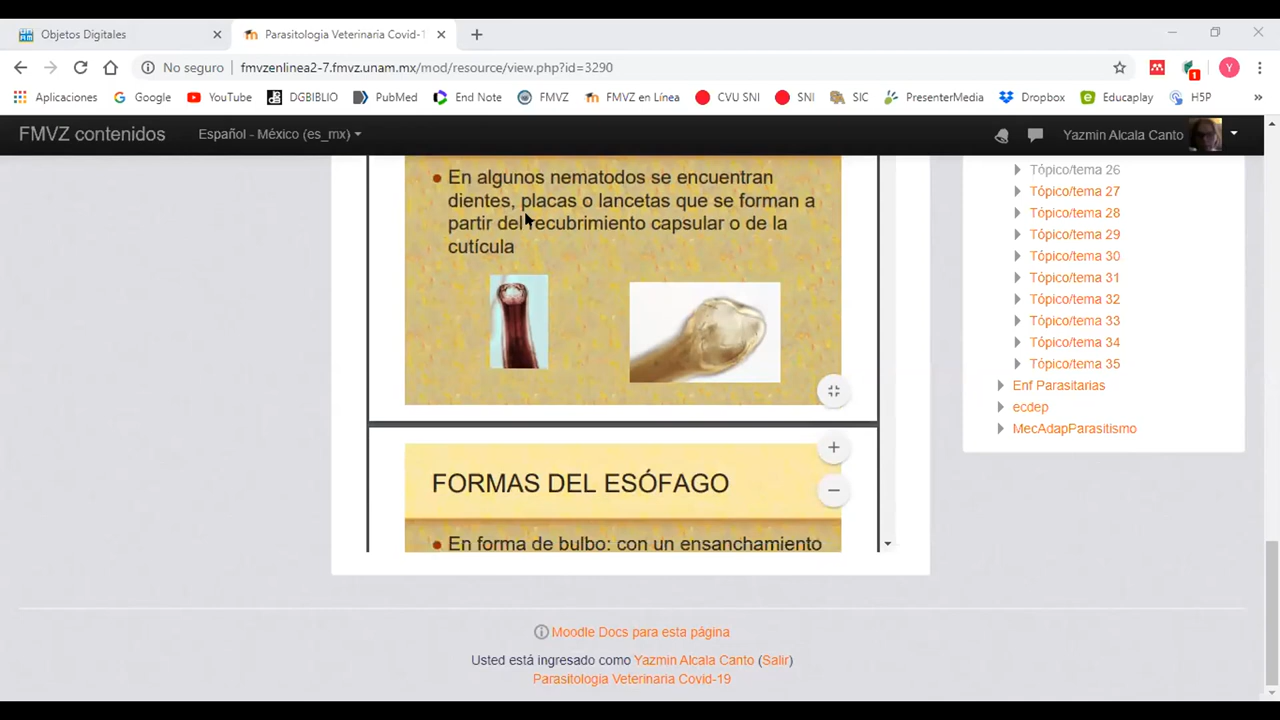 Objetos Digitales
Parasitología Veterinaria Covid-1
No seguro
fmvzenlinea2-7.fmvz.unam.mx/mod/resource/view.php?id=3290
1
Y
Aplicaciones
Google
YouTube
DGBIBLIO
PubMed
End Note
FMVZ
FMVZ en Línea
CVU SNI
SNI
SIC
PresenterMedia
Dropbox
Educaplay
H5P
»
FMVZ contenidos
Español - México (es_mx)
Yazmin Alcala Canto
• En algunos nematodos se encuentran
dientes, placas o lancetas que se forman a
partir del recubrimiento capsular o de la
cutícula
FORMAS DEL ESÓFAGO
• En forma de bulbo: con un ensanchamiento
Tópico/tema 26
Tópico/tema 27
Tópico/tema 28
Tópico/tema 29
Tópico/tema 30
Tópico/tema 31
Tópico/tema 32
Tópico/tema 33
Tópico/tema 34
Tópico/tema 35
Enf Parasitarias
ecdep
MecAdapParasitismo
Moodle Docs para esta página
Usted está ingresado como Yazmin Alcala Canto (Salir)
Parasitología Veterinaria Covid-19